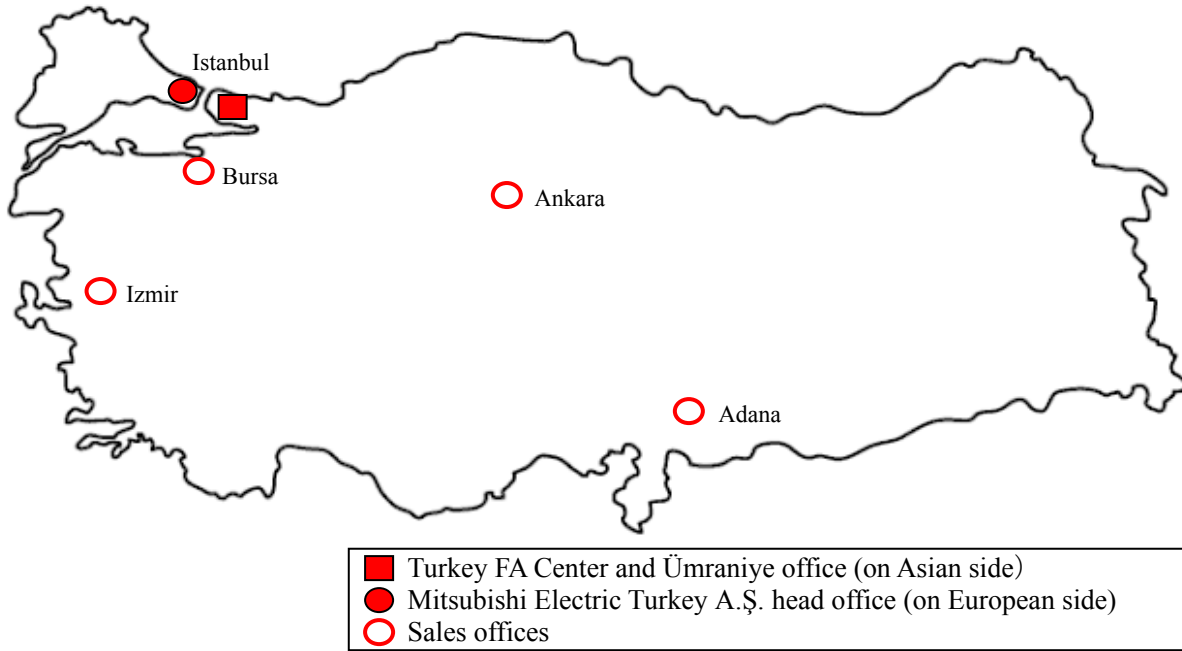 Istanbul
Bursa
Ankara
Izmir
Adana
Turkey FA Center and Ümraniye office (on Asian side）
Mitsubishi Electric Turkey A.Ş. head office (on European side)
Sales offices